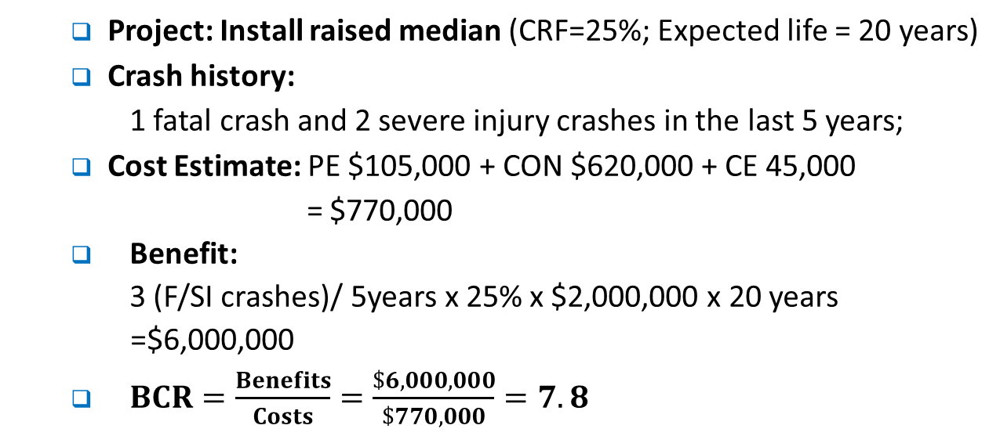 ❑ Project: Install raised median (CRF=25%; Expected life = 20 years)
❑ Crash history:
1 fatal crash and 2 severe injury crashes in the last 5 years;
❑ Cost Estimate: PE $105,000 + CON $620,000 + CE 45,000
= $770,000
❑ Benefit:
3 (F/SI crashes)/ 5years x 25% x $2,000,000 x 20 years
=$6,000,000
❑ BCR = Benefits/Costs = $6,000,000/$770,000 = 7.8